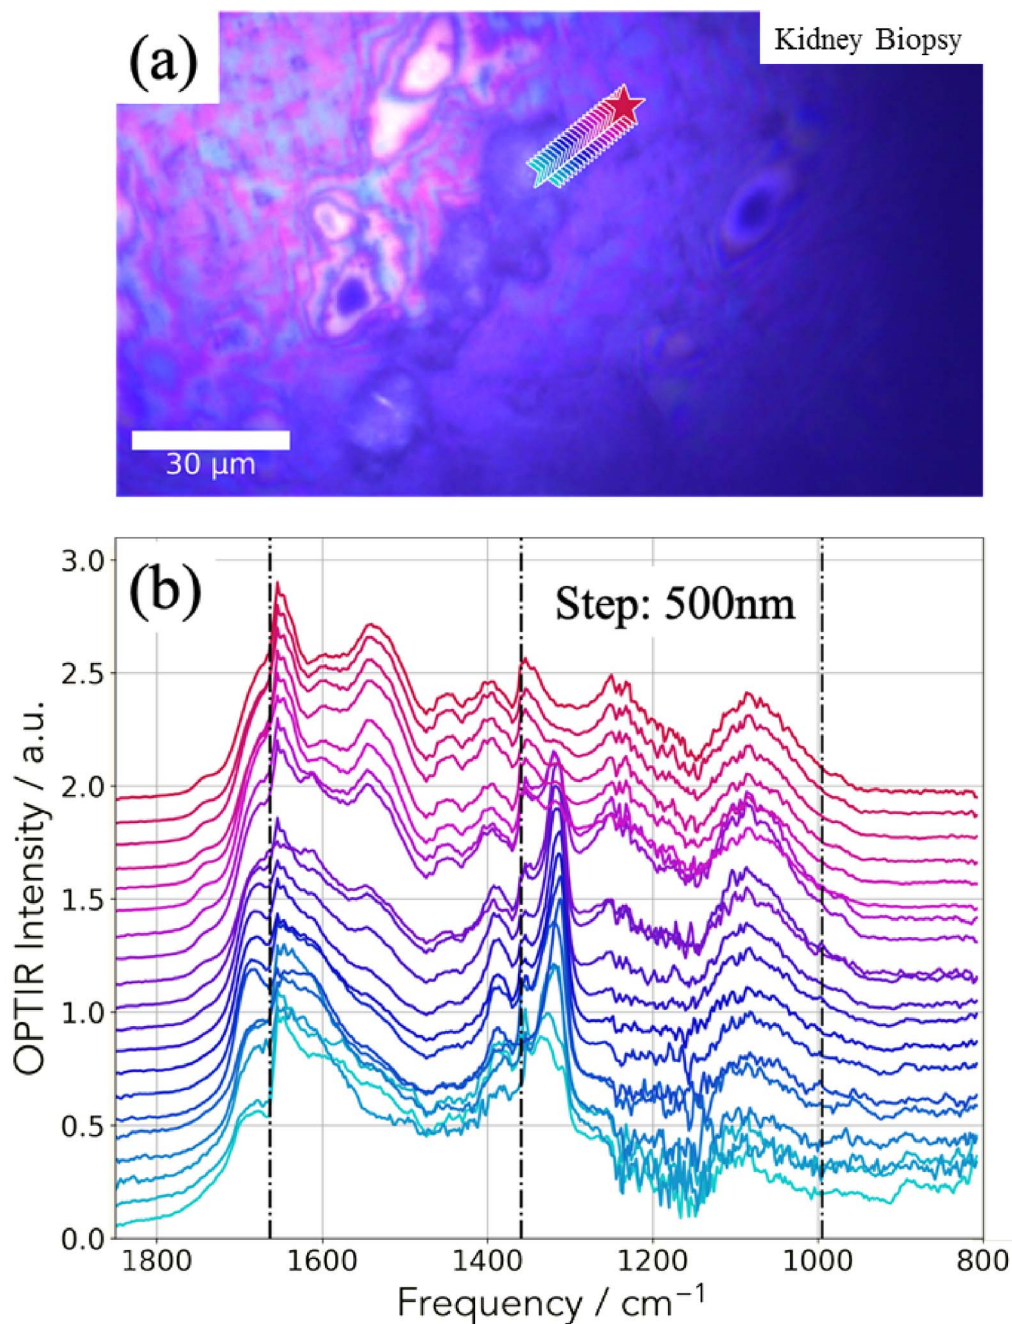 (a)
Kidney Biopsy
30 µm
(b)
Step: 500nm
3.0
2.5
2.0
1.5
1.0
0.5
0.0
OPTIR Intensity / a.u.
1800 1600 1400 1200 1000 800
Frequency / cm⁻¹